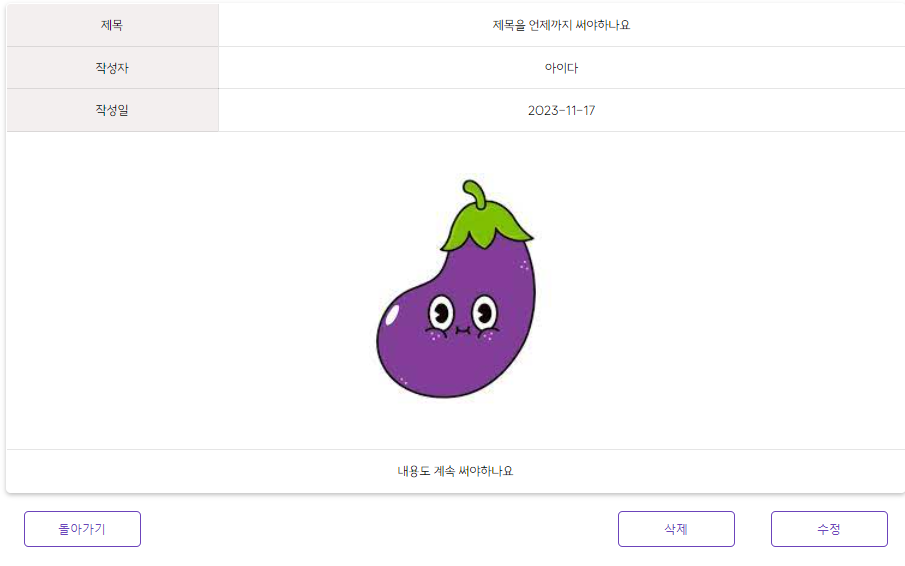 제목 제목을 언제까지 써야하나요
작성자 아이다
작성일 2023-11-17
내용도 계속 써야하나요
돌아가기 삭제 수정